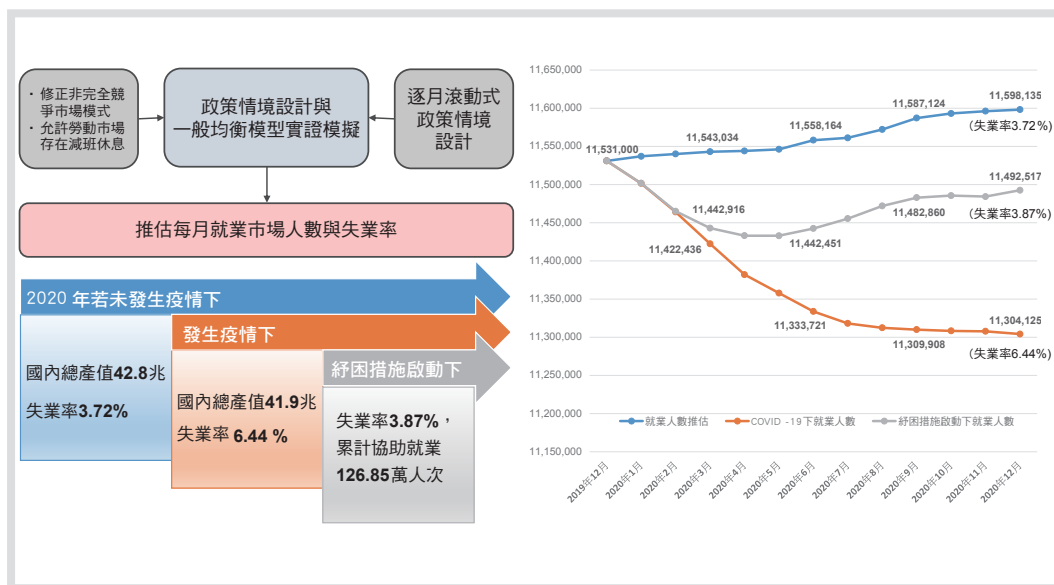 ・修正非完全競
爭市場模式
・允許勞動市場
存在減班休息
政策情境設計與
一般均衡模型實證模擬
逐月滾動式
政策情境
設計
推估每月就業市場人數與失業率
2020 年若未發生疫情下
國內總產值42.8兆
失業率3.72%
發生疫情下
國內總產值41.9兆
失業率 6.44 %
紓困措施啟動下
失業率3.87%，
累計協助就業
126.85萬人次
11,650,000
11,600,000
11,550,000
11,500,000
11,450,000
11,400,000
11,350,000
11,300,000
11,250,000
11,200,000
11,150,000
11,531,000
11,543,034
11,558,164
11,587,124
11,598,135
(失業率3.72%)
11,442,916
11,442,451
11,482,860
11,492,517
(失業率3.87%)
11,422,436
11,333,721
11,309,908
11,304,125
(失業率6.44%)
就業人數推估
COVID -19下就業人數
紓困措施啟動下就業人數
2019年12月
2020年1月
2020年2月
2020年3月
2020年4月
2020年5月
2020年6月
2020年7月
2020年8月
2020年9月
2020年10月
2020年11月
2020年12月